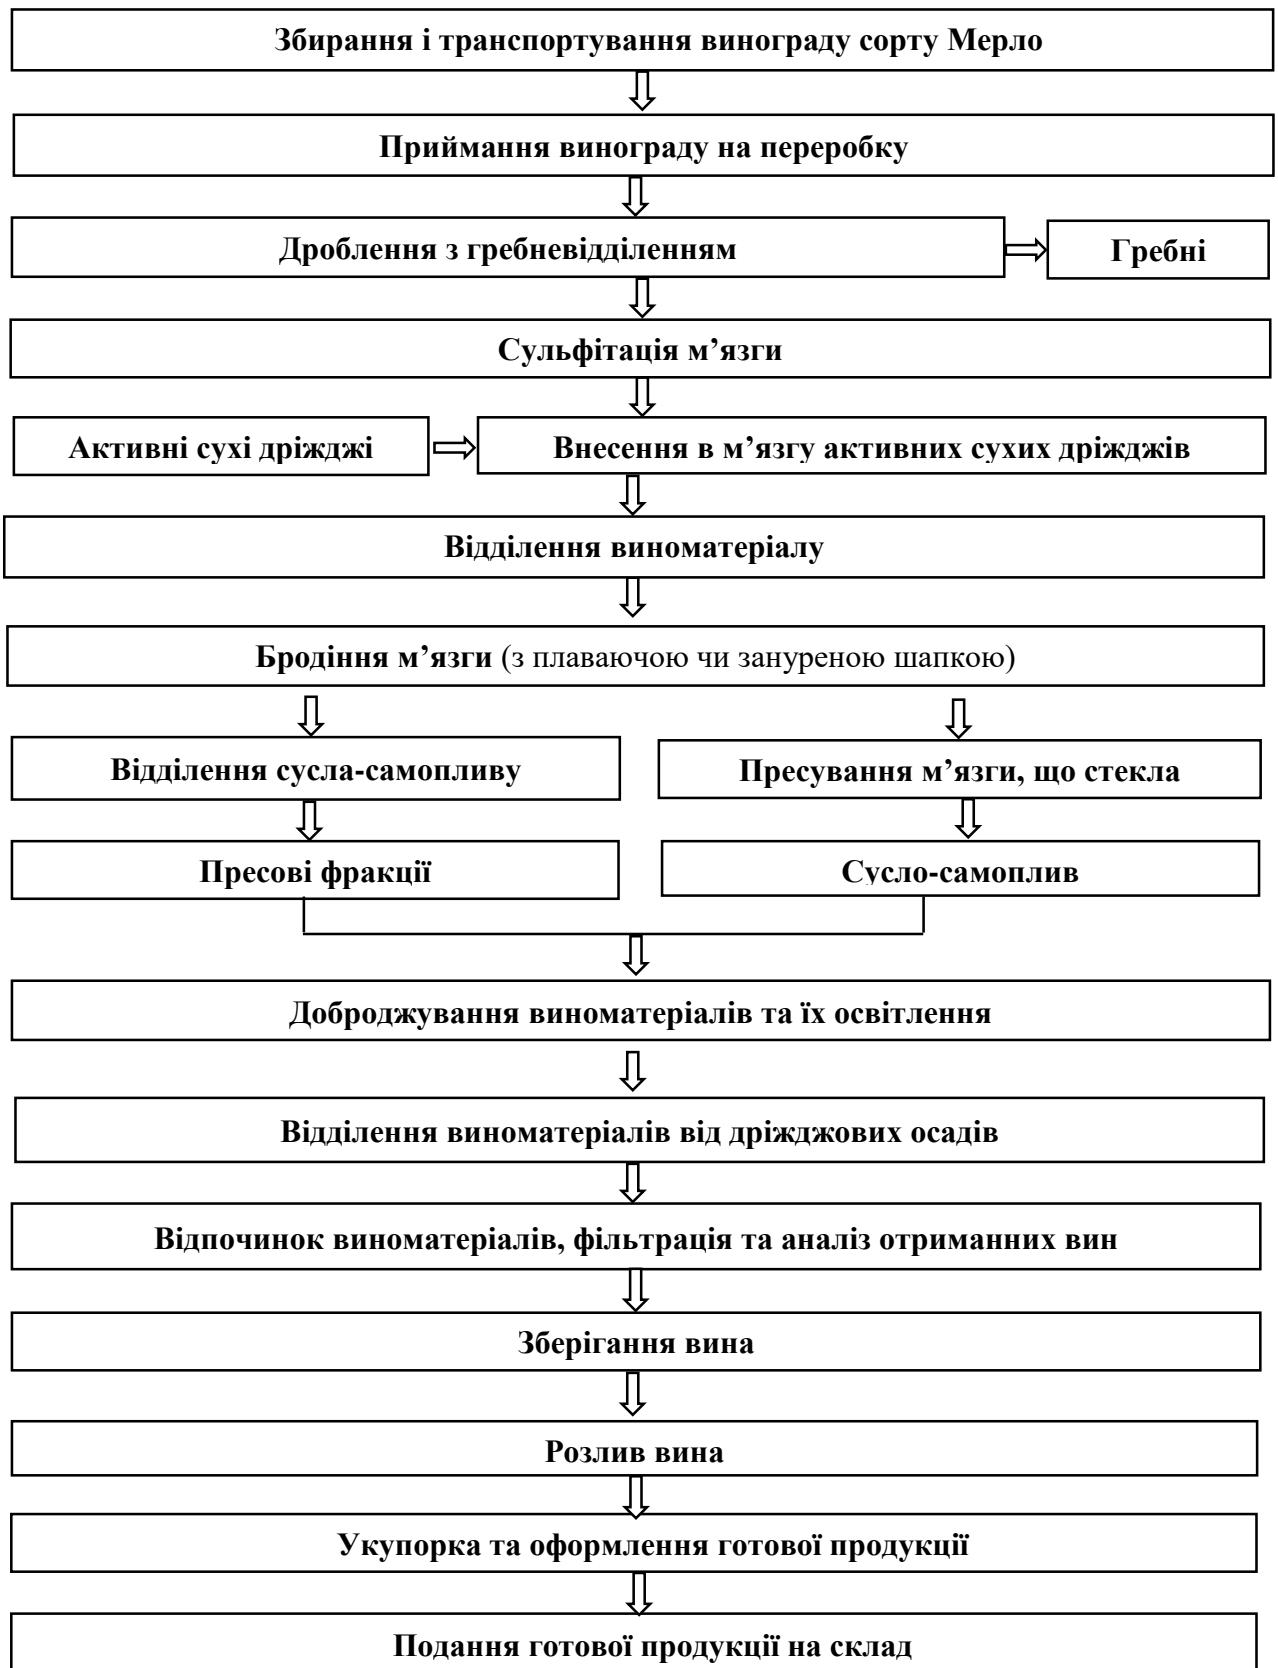 Збирання і транспортування винограду сорту Мерло
Приймання винограду на переробку
Дроблення з гребневідділенням
Гребні
Сульфітація м’язги
Активні сухі дріжджі
Внесення в м’язгу активних сухих дріжджів
Відділення виноматеріалу
Бродіння м’язги (з плаваючою чи зануреною шапкою)
Відділення сусла-самопливу
Пресування м’язги, що стекла
Пресові фракції
Сусло-самоплив
Доброджування виноматеріалів та їх освітлення
Відділення виноматеріалів від дріжджових осадів
Відпочинок виноматеріалів, фільтрація та аналіз отриманних вин
Зберігання вина
Розлив вина
Укупорка та оформлення готової продукції
Подання готової продукції на склад